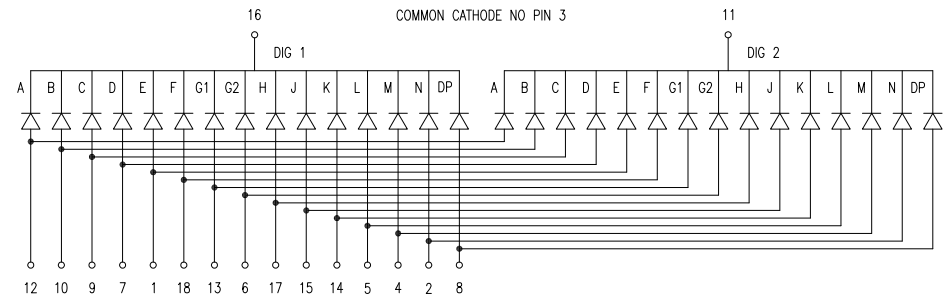 16 COMMON CATHODE NO PIN 3 11
DIG 1 DIG 2
A B C D E F G1 G2 H J K L M N DP A B C D E F G1 G2 H J K L M N DP
12 10 9 7 1 18 13 6 17 15 14 5 4 2 8